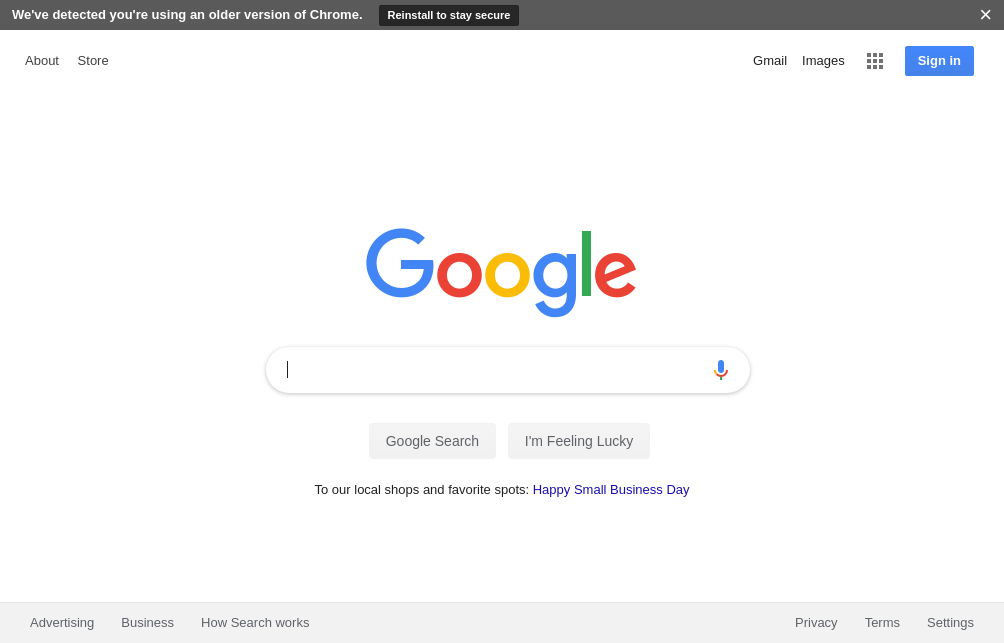 We've detected you're using an older version of Chrome. Reinstall to stay secure
About Store Gmail Images Sign in
Google
Google Search I'm Feeling Lucky
To our local shops and favorite spots: Happy Small Business Day
Advertising Business How Search works Privacy Terms Settings